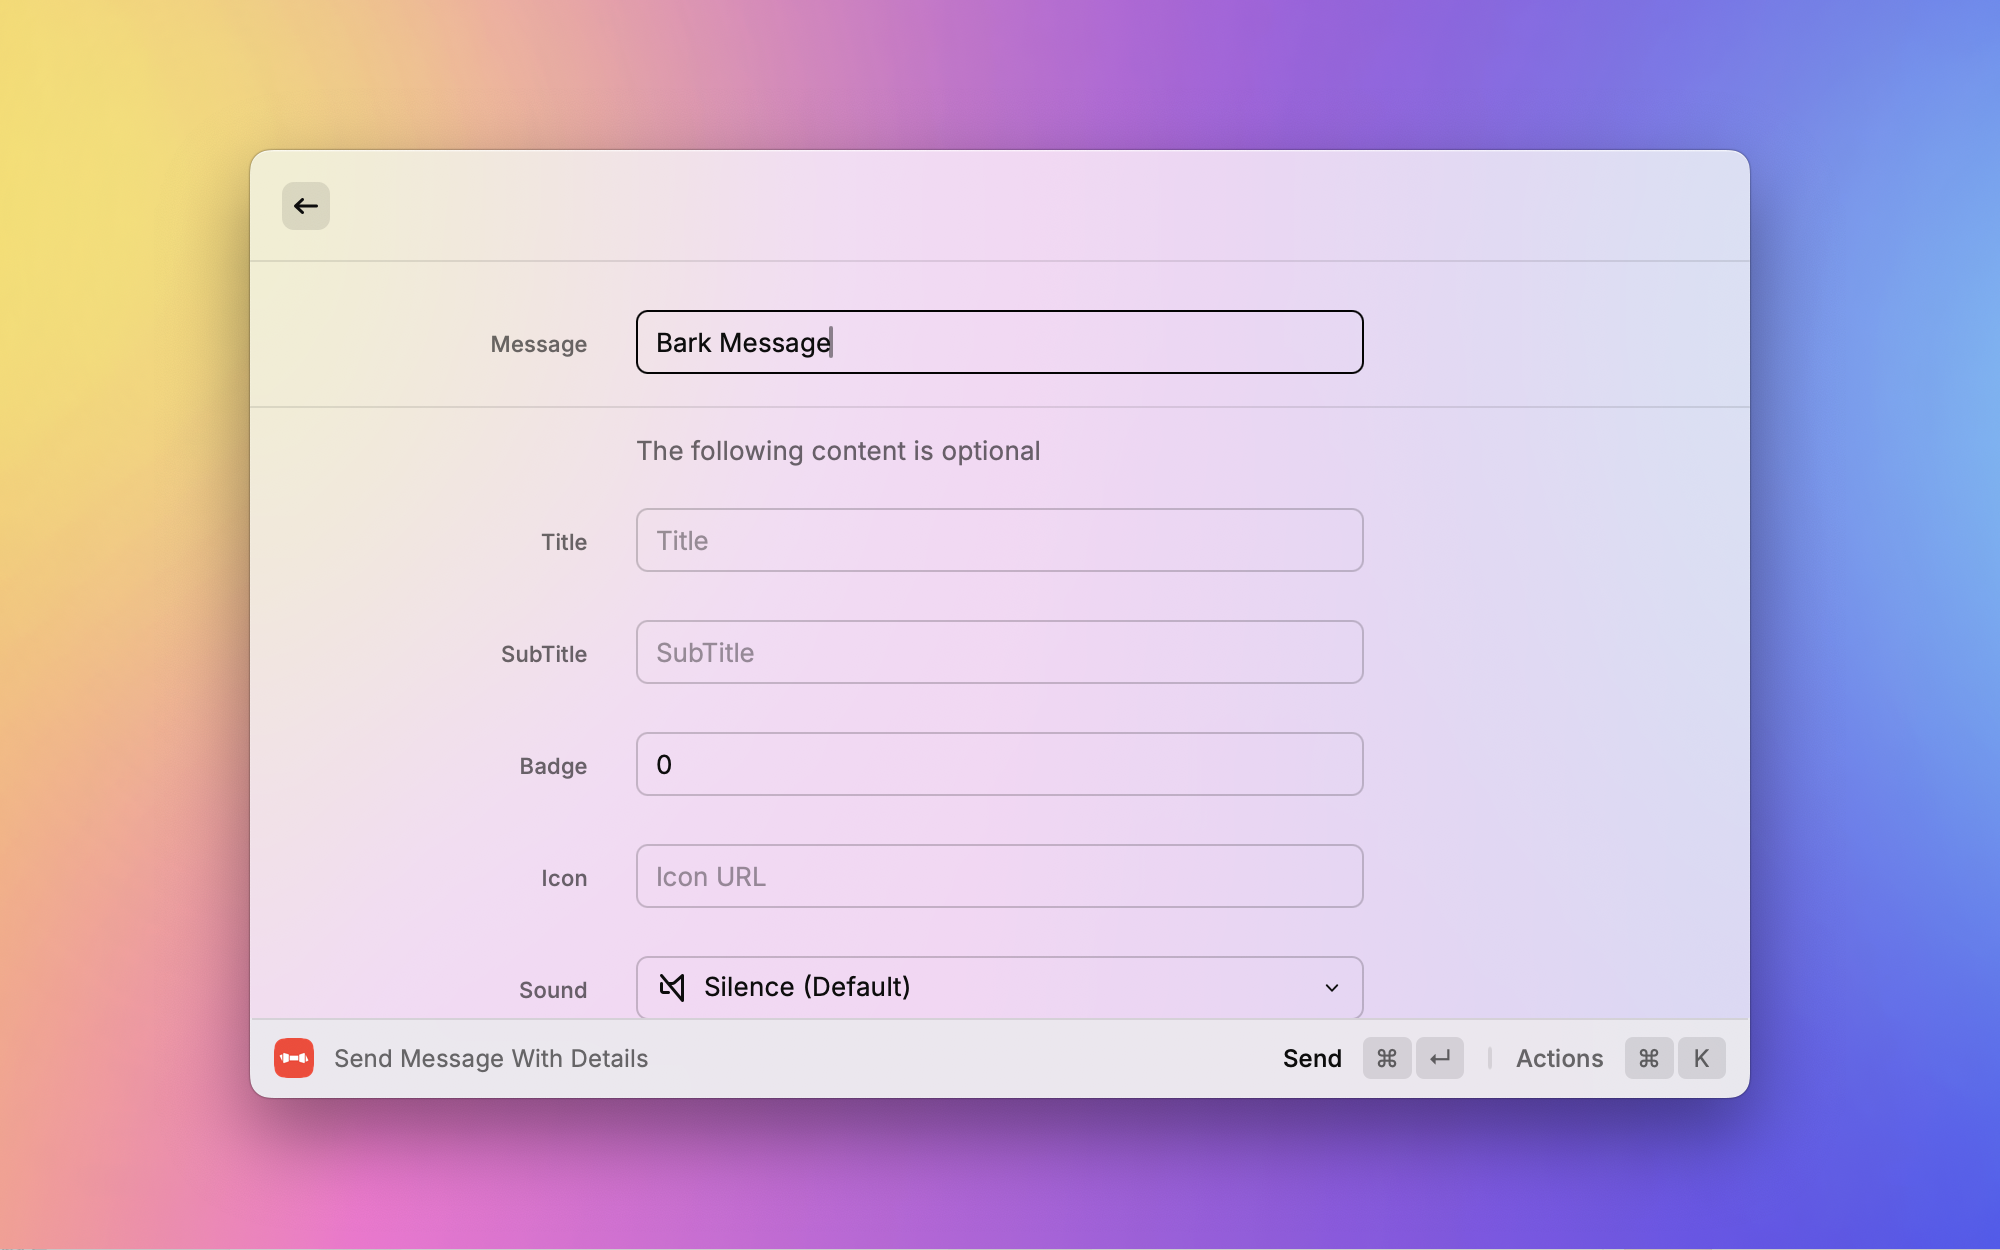 Message Bark Message
The following content is optional
Title Title
SubTitle SubTitle
Badge 0
Icon Icon URL
Sound Silence (Default)
Send Message With Details Send ⌘ ↵ Actions ⌘ K